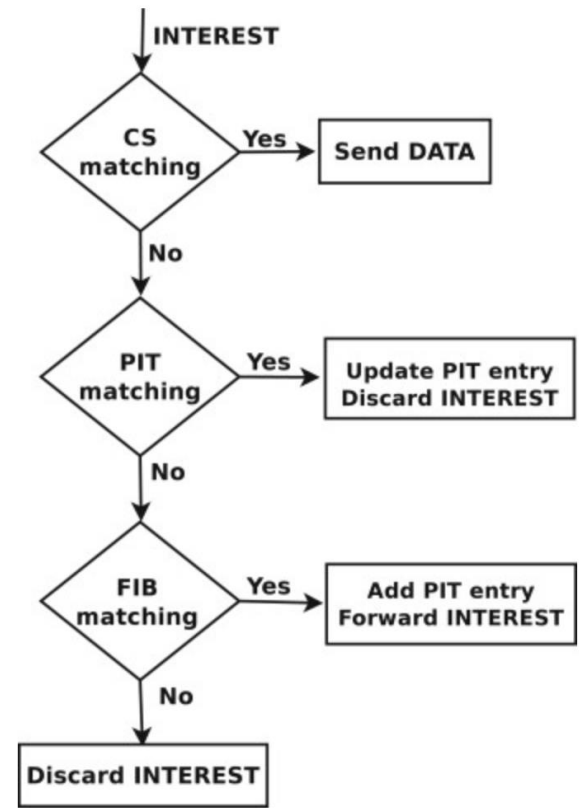 INTEREST
CS
matching
Yes
Send DATA
No
PIT
matching
Yes
Update PIT entry
Discard INTEREST
No
FIB
matching
Yes
Add PIT entry
Forward INTEREST
No
Discard INTEREST